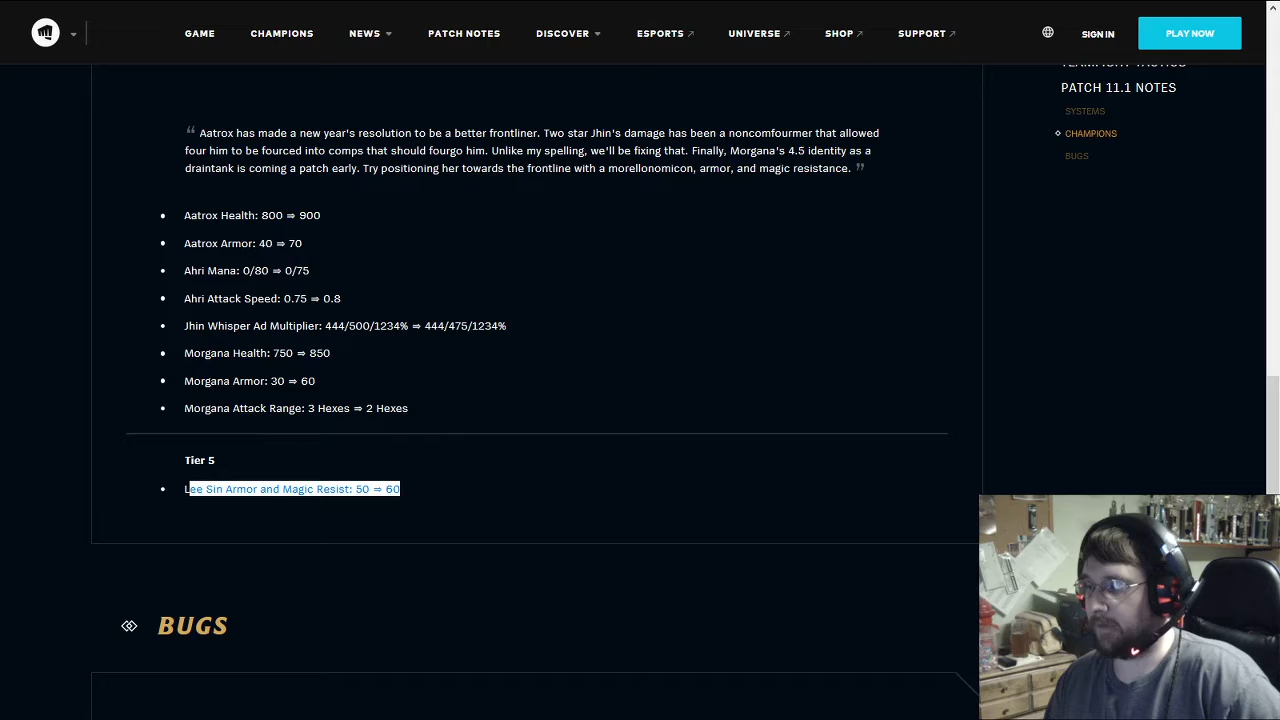 GAME CHAMPIONS NEWS PATCH NOTES DISCOVER ESPORTS UNIVERSE SHOP SUPPORT SIGN IN PLAY NOW
TEAMFIGHT TACTICS
PATCH 11.1 NOTES
SYSTEMS
CHAMPIONS
BUGS
“ Aatrox has made a new year's resolution to be a better frontliner. Two star Jhin's damage has been a noncomfourmer that allowed
four him to be fourced into comps that should fourgo him. Unlike my spelling, we'll be fixing that. Finally, Morgana's 4.5 identity as a
draintank is coming a patch early. Try positioning her towards the frontline with a morellonomicon, armor, and magic resistance. ”
• Aatrox Health: 800 ⇒ 900
• Aatrox Armor: 40 ⇒ 70
• Ahri Mana: 0/80 ⇒ 0/75
• Ahri Attack Speed: 0.75 ⇒ 0.8
• Jhin Whisper Ad Multiplier: 444/500/1234% ⇒ 444/475/1234%
• Morgana Health: 750 ⇒ 850
• Morgana Armor: 30 ⇒ 60
• Morgana Attack Range: 3 Hexes ⇒ 2 Hexes
Tier 5
• Lee Sin Armor and Magic Resist: 50 ⇒ 60
BUGS